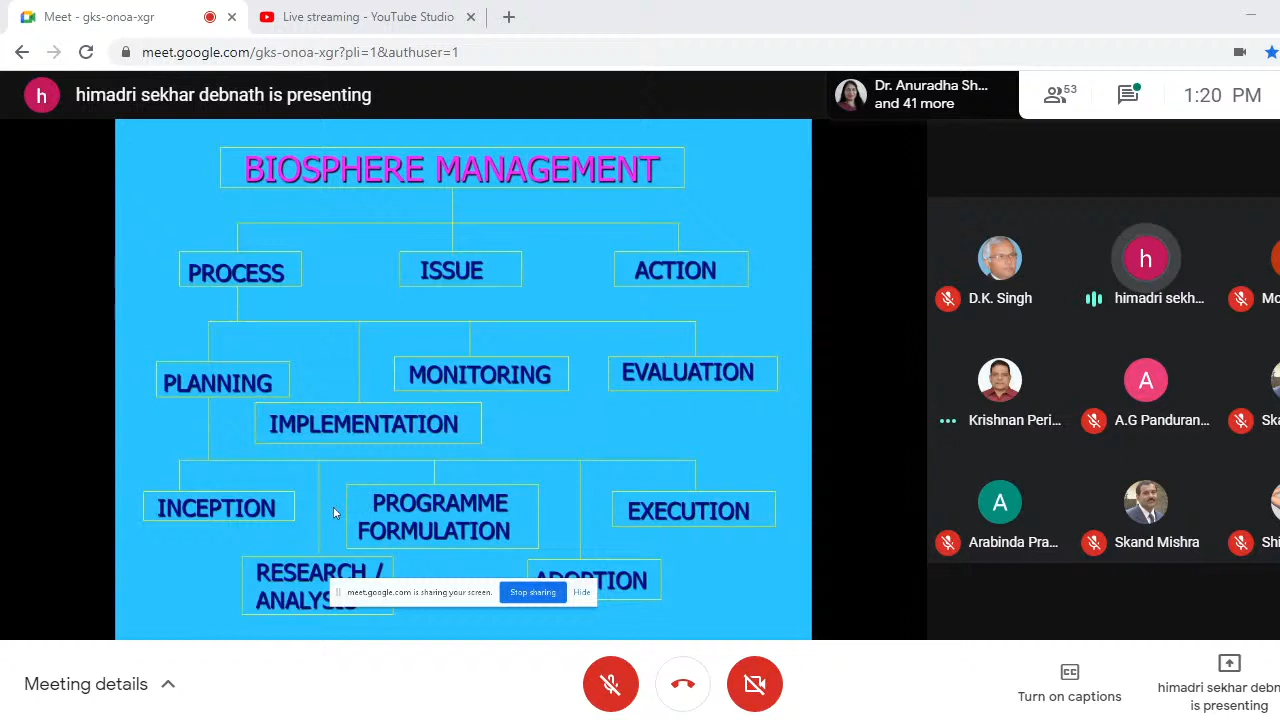 Meet - gks-onoa-xgr
Live streaming - YouTube Studio
meet.google.com/gks-onoa-xgr?pli=1&authuser=1
h
himadri sekhar debnath is presenting
Dr. Anuradha Sh...
and 41 more
53
1:20 PM
BIOSPHERE MANAGEMENT
PROCESS
ISSUE
ACTION
PLANNING
MONITORING
EVALUATION
IMPLEMENTATION
INCEPTION
PROGRAMME
FORMULATION
EXECUTION
RESEARCH /
ANALYSIS
ADOPTION
meet.google.com is sharing your screen.
Stop sharing
Hide
h
D.K. Singh
himadri sekh...
Mo
A
Krishnan Peri...
A.G Panduran...
Ska
A
Arabinda Pra...
Skand Mishra
Shi
Meeting details
CC
Turn on captions
himadri sekhar debn
is presenting